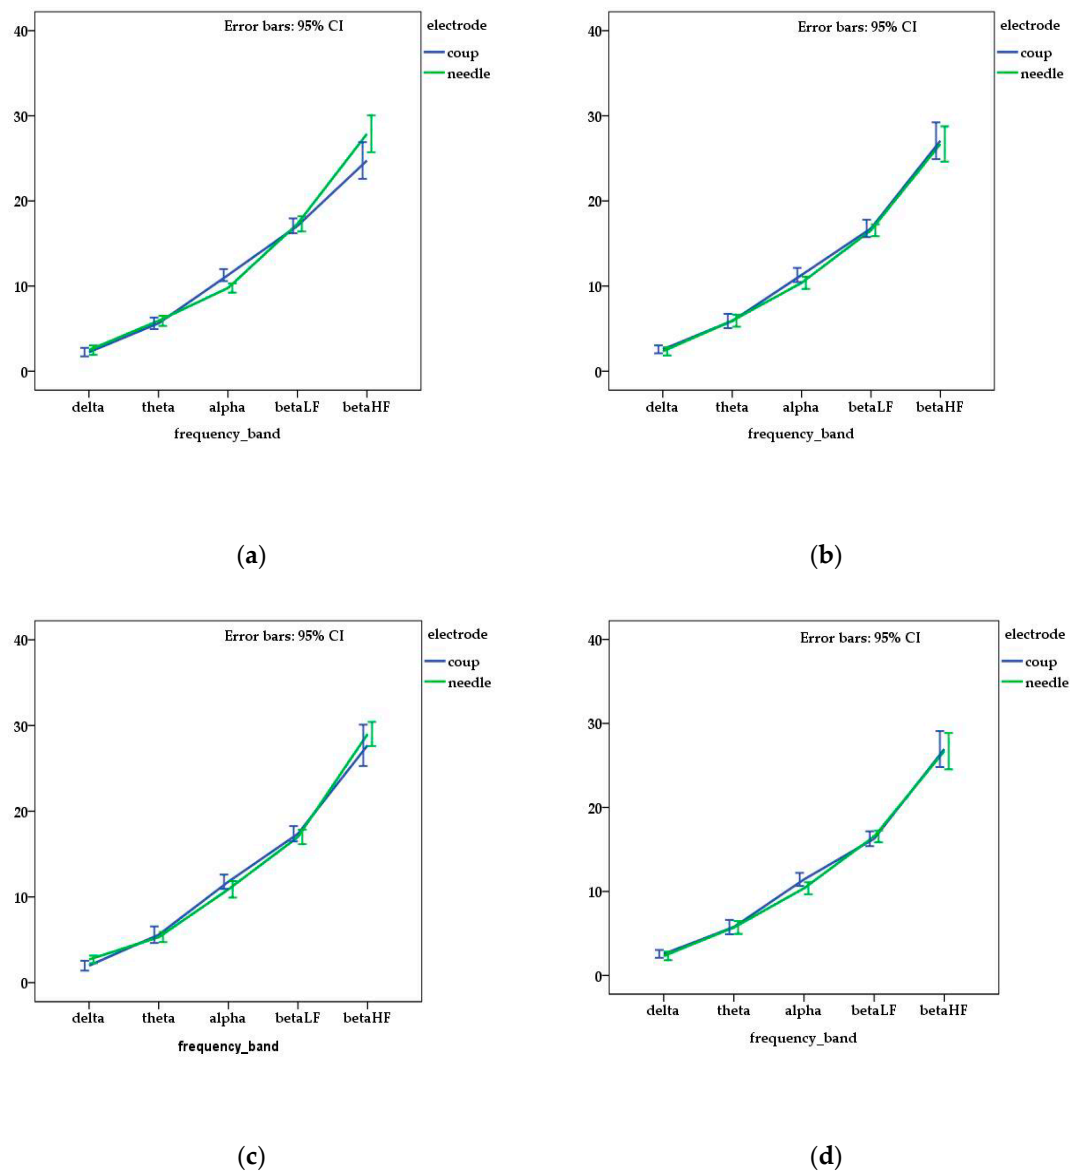 Error bars: 95% CI
electrode
coup
needle
40
30
20
10
0
delta theta alpha betaLF betaHF
frequency_band
(a)
Error bars: 95% CI
electrode
coup
needle
40
30
20
10
0
delta theta alpha betaLF betaHF
frequency_band
(b)
Error bars: 95% CI
electrode
coup
needle
40
30
20
10
0
delta theta alpha betaLF betaHF
frequency_band
(c)
Error bars: 95% CI
electrode
coup
needle
40
30
20
10
0
delta theta alpha betaLF betaHF
frequency_band
(d)